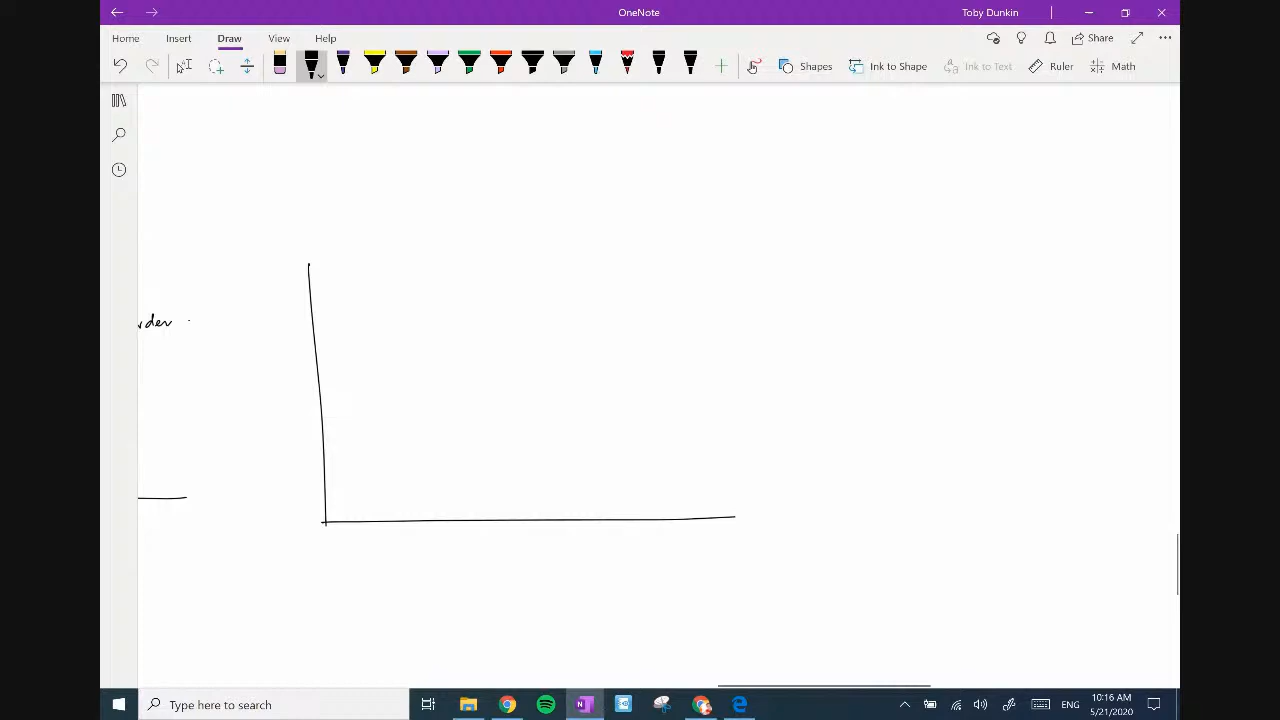 OneNote
Toby Dunkin
Home Insert Draw View Help
Share
Shapes
Ink to Shape
Ink to Text
Ruler
Math
Type here to search
ENG
10:16 AM
5/21/2020